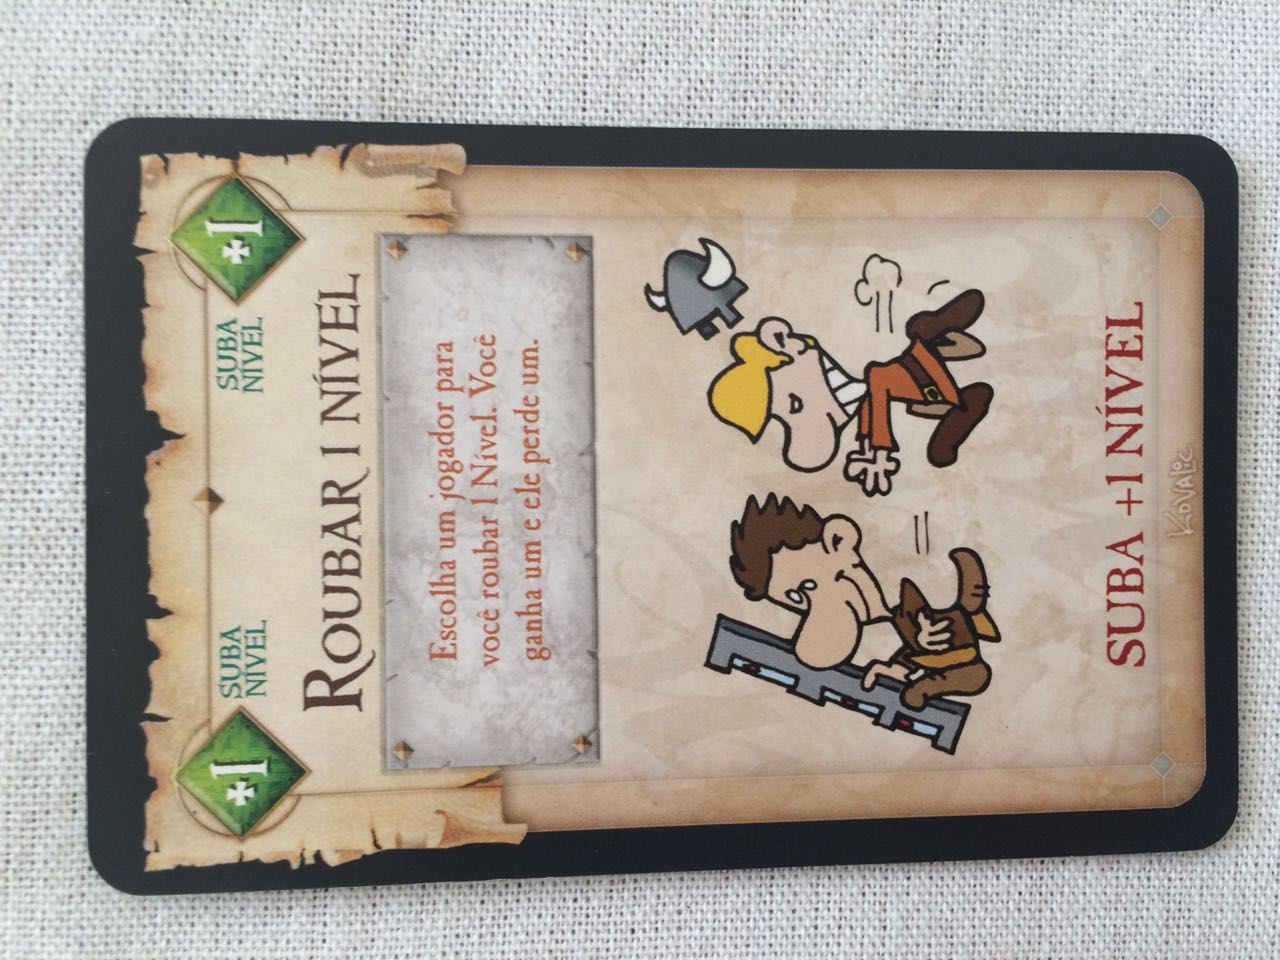 +1
SUBA
NÍVEL
SUBA
NÍVEL
+1
ROUBAR 1 NÍVEL
Escolha um jogador para
você roubar 1 Nível. Você
ganha um e ele perde um.
SUBA +1 NÍVEL
KOVALIC